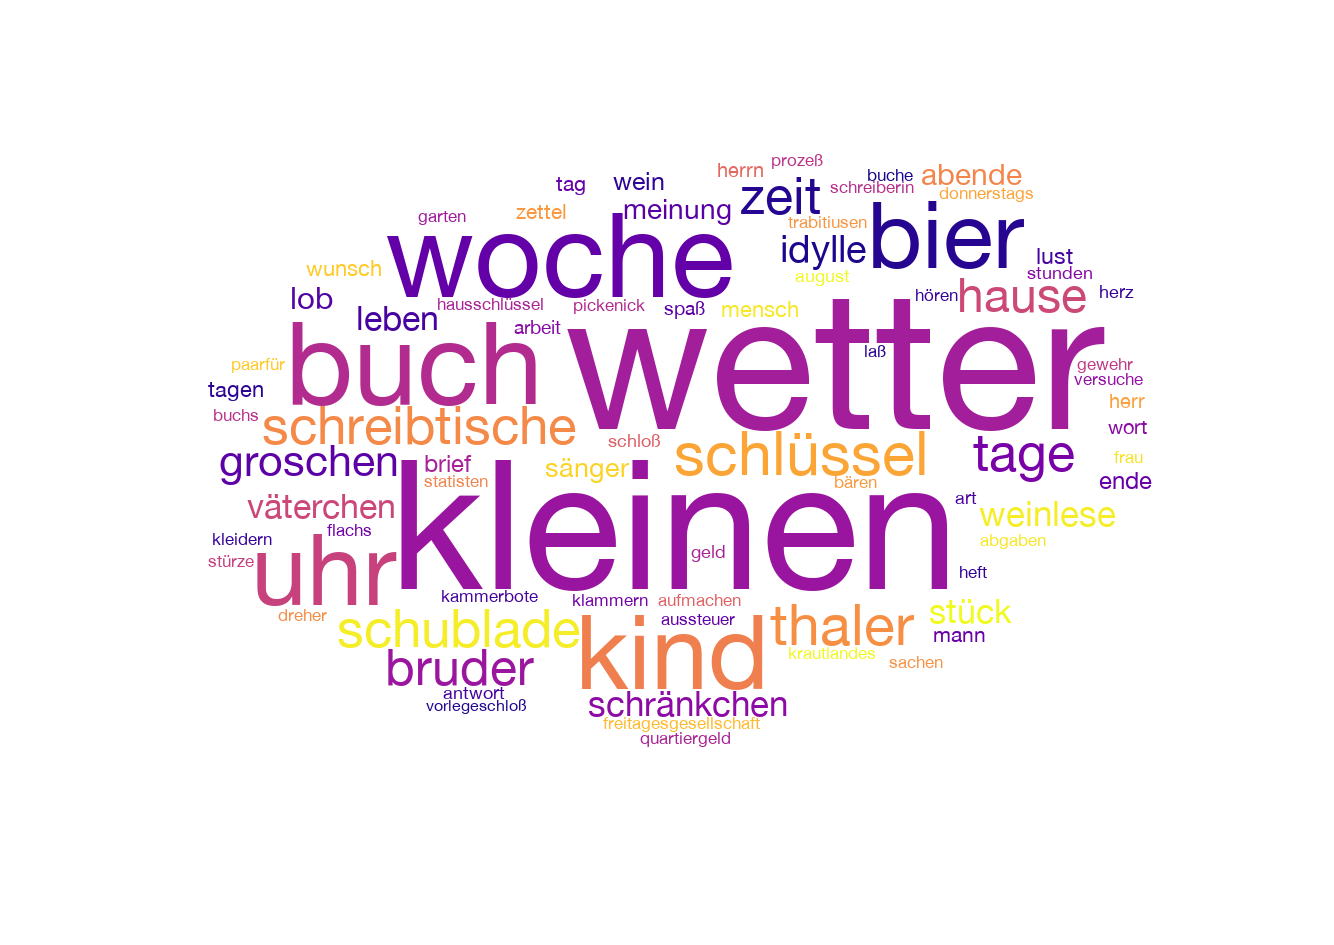 prozeß
herrn
buche
abende
tag
wein
zeit
schreiberin
donnerstags
garten
zettel
meinung
trabitiusen
bier
woche
idylle
lust
wunsch
august
stunden
lob
hausschlüssel
pickenick
spaß
mensch
hören
hause
herz
leben
arbeit
buch
wetter
laß
paarfür
gewehr
tagen
versuche
buchs
herr
schreibtische
schloß
wort
groschen
brief
sänger
schlüssel
tage
frau
statisten
bären
ende
väterchen
kleinen
art
weinlese
flachs
kleidern
abgaben
stürze
uhr
geld
heft
kammerbote
klammern
aufmachen
dreher
schublade
aussteuer
thaler
stück
kind
mann
bruder
krautlandes
sachen
antwort
vorlegeschloß
schränkchen
freitagesgesellschaft
quartiergeld